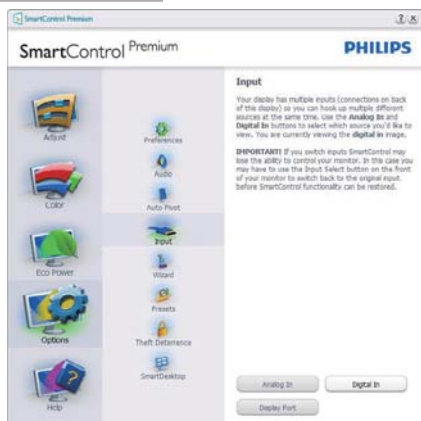 SmartControl Premium
SmartControl Premium
PHILIPS
Adjust
Color
Eco Power
Options
Help
Preferences
Audio
Auto Pivot
Input
Wizard
Presets
Theft Deterrence
SmartDesktop
Input
Your display has multiple inputs (connections on back
of this display) so you can hook up multiple different
sources at the same time. Use the Analog In and
Digital In buttons to select which source you'd like to
view. You are currently viewing the digital in image.
IMPORTANT! If you switch inputs SmartControl may
lose the ability to control your monitor. In this case you
may have to use the Input Select button on the front
of your monitor to switch back to the original input
before SmartControl functionality can be restored.
Analog In
Digital In
Display Port